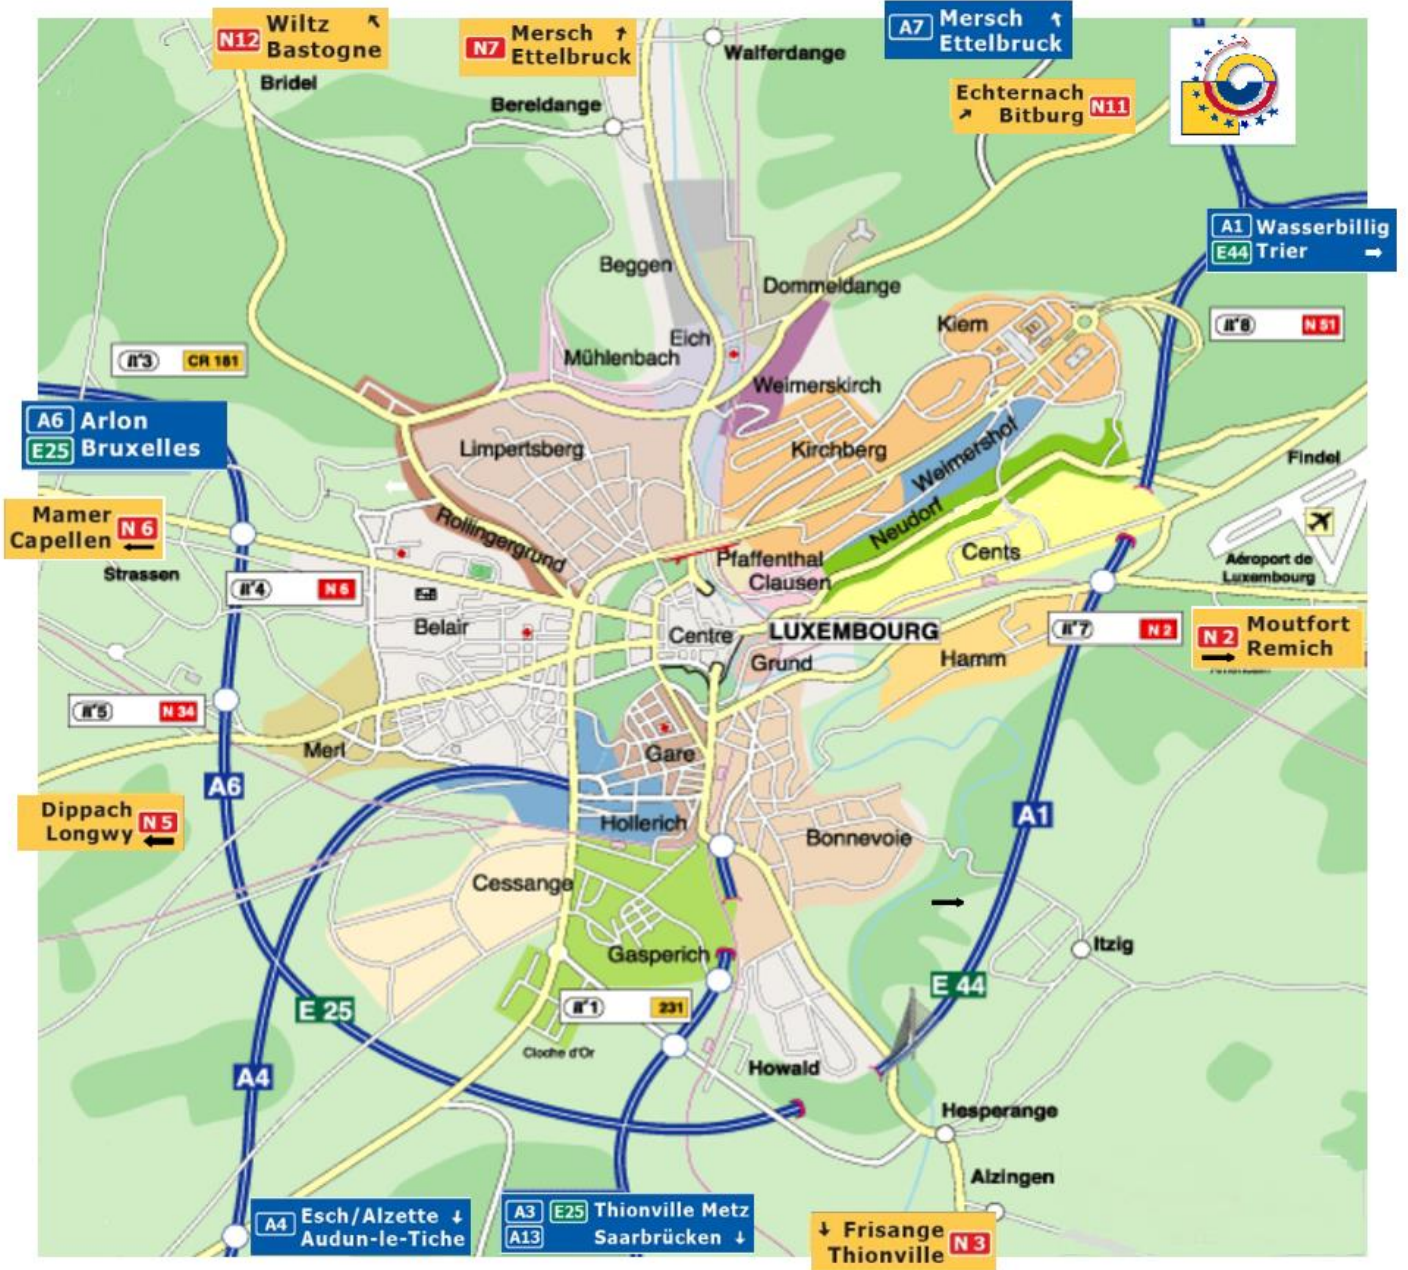 N12 Wiltz
Bastogne
N7 Mersch
Ettelbruck
A7 Mersch
Ettelbruck
Walferdange
Bridel
Echternach
Bitburg N11
Bereldange
A1 Wasserbillig
E44 Trier
Beggen
Dommeldange
Kiem
n°8 N 51
Eich
n°3 CR 181
Mühlenbach
Weimerskirch
A6 Arlon
E25 Bruxelles
Limpertsberg
Kirchberg
Weimershof
Findel
Mamer
Capellen N 6
Rollingergrund
Neudorf
Cents
Pfaffenthal
Aéroport de
Luxembourg
Strassen
Clausen
n°4 N 6
Belair
Centre
LUXEMBOURG
n°7 N 2
N 2 Moutfort
Remich
Grund
Hamm
n°5 N 34
Merl
Gare
A6
Dippach
Longwy N 5
Hollerich
Bonnevoie
A1
Cessange
Gasperich
Itzig
E 44
E 25
n°1 231
Cloche d'Or
Howald
A4
Hesperange
Alzingen
A4 Esch/Alzette
Audun-le-Tiche
A3 E25 Thionville Metz
A13 Saarbrücken
Frisange
Thionville N 3